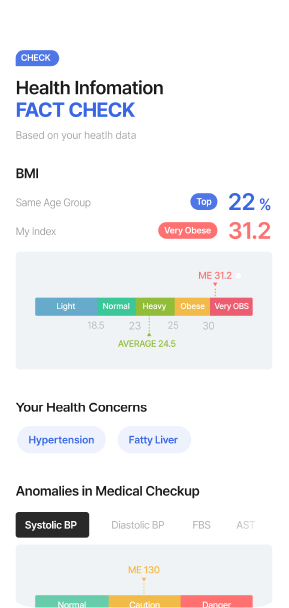 CHECK
Health Infomation
FACT CHECK
Based on your heatlh data
BMI
Same Age Group Top 22 %
My Index Very Obese 31.2
ME 31.2
Light Normal Heavy Obese Very OBS
18.5 23 25 30
AVERAGE 24.5
Your Health Concerns
Hypertension Fatty Liver
Anomalies in Medical Checkup
Systolic BP Diastolic BP FBS AST
ME 130
Normal Caution Danger